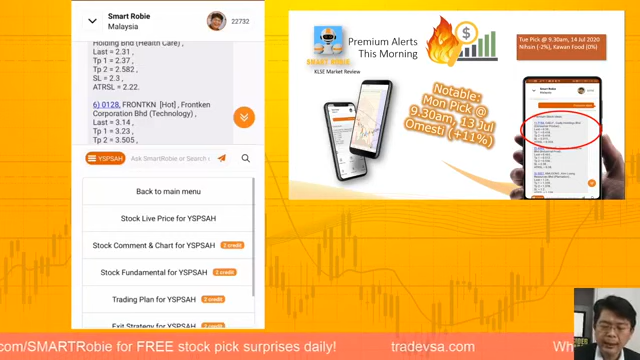 Smart Robie
Malaysia
22732
Holding Bhd (Health Care) ,
Last = 2.31
Tp 1 = 2.37
Tp 2 = 2.582
SL = 2.3
ATRSL = 2.22.
6) 0128, FRONTKN [Hot] , Frontken
Corporation Bhd (Technology) ,
Last = 3.14
Tp 1 = 3.23
Tp 2 = 3.505,
YSPSAH
Ask SmartRobie or Search
Back to main menu
Stock Live Price for YSPSAH
Stock Comment & Chart for YSPSAH 2 credit
Stock Fundamental for YSPSAH 2 credit
Trading Plan for YSPSAH 2 credit
Exit Strategy for YSPSAH 2 credit
SMART ROBIE
KLSE Market Review
Premium Alerts
This Morning
Notable:
Mon Pick @
9.30am, 13 Jul
Omesti (+11%)
Tue Pick @ 9.30am, 14 Jul 2020
Nihsin (-2%), Kawan Food (0%)
com/SMARTRobie for FREE stock pick surprises daily!
tradevsa.com
Wh